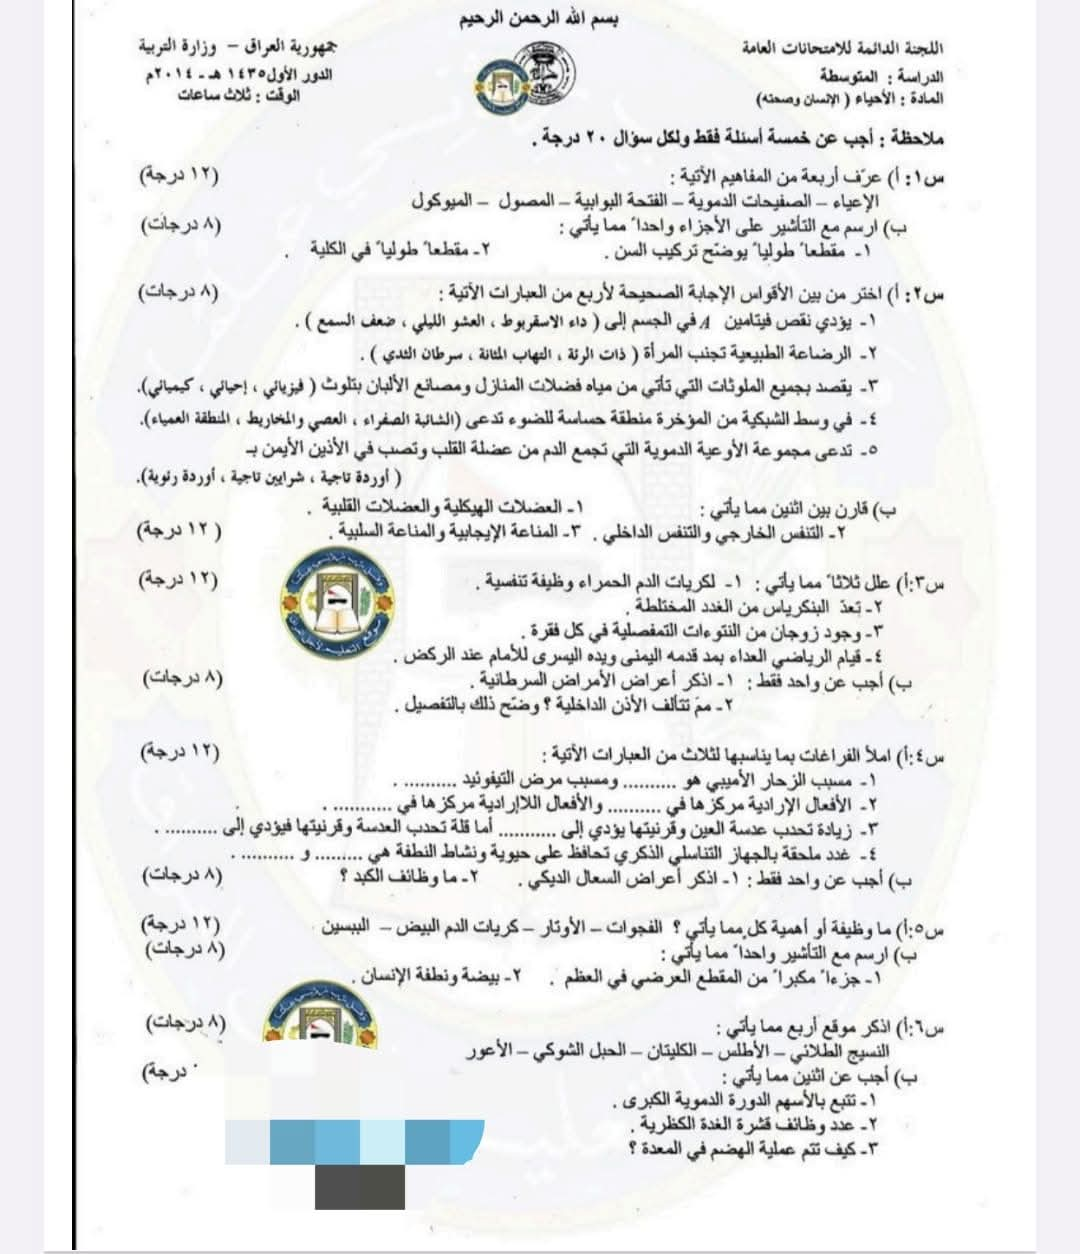 بسم الله الرحمن الرحيم
اللجنة الدائمة للامتحانات العامة
جمهورية العراق – وزارة التربية
الدراسة : المتوسطة
الدور الأول ١٤٣٥ هـ - ٢٠١٤م
المادة : الأحياء ( الإنسان وصحته)
الوقت : ثلاث ساعات
ملاحظة : أجب عن خمسة أسئلة فقط ولكل سؤال ٢٠ درجة .
س١: أ) عرّف أربعة من المفاهيم الآتية : (١٢ درجة)
الإعياء – الصفيحات الدموية – الفتحة البوابية – المصول – الميوكول
ب) ارسم مع التأشير على الأجزاء واحداً مما يأتي : (٨ درجات)
١- مقطعاً طولياً يوضّح تركيب السن . ٢- مقطعاً طولياً في الكلية .
س٢: أ) اختر من بين الأقواس الإجابة الصحيحة لأربع من العبارات الآتية : (٨ درجات)
١- يؤدي نقص فيتامين A في الجسم إلى ( داء الاسقربوط ، العشو الليلي ، ضعف السمع ) .
٢- الرضاعة الطبيعية تجنب المرأة ( ذات الرئة ، التهاب المثانة ، سرطان الثدي ) .
٣- يقصد بجميع الملوثات التي تأتي من مياه فضلات المنازل ومصانع الألبان بتلوث ( فيزيائي ، إحيائي ، كيميائي).
٤- في وسط الشبكية من المؤخرة منطقة حساسة للضوء تدعى (الشائبة الصفراء ، العصي والمخاريط ، المنطقة العمياء).
٥- تدعى مجموعة الأوعية الدموية التي تجمع الدم من عضلة القلب وتصب في الأذين الأيمن بـ
( أوردة تاجية ، شرايين تاجية ، أوردة رئوية).
ب) قارن بين اثنين مما يأتي : ١- العضلات الهيكلية والعضلات القلبية .
٢- التنفس الخارجي والتنفس الداخلي . ٣- المناعة الإيجابية والمناعة السلبية . ( ١٢ درجة)
س٣:أ) علل ثلاثاً مما يأتي : ١- لكريات الدم الحمراء وظيفة تنفسية . (١٢ درجة)
٢- تعدّ البنكرياس من الغدد المختلطة .
٣- وجود زوجان من النتوءات التمفصلية في كل فقرة .
٤- قيام الرياضي العداء بمد قدمه اليمنى ويده اليسرى للأمام عند الركض .
ب) أجب عن واحد فقط : ١- اذكر أعراض الأمراض السرطانية . (٨ درجات)
٢- ممّ تتألف الأذن الداخلية ؟ وضّح ذلك بالتفصيل .
س٤:أ) املأ الفراغات بما يناسبها لثلاث من العبارات الآتية : (١٢ درجة)
١- مسبب الزحار الأميبي هو .......... ومسبب مرض التيفوئيد .......... .
٢- الأفعال الإرادية مركزها في .......... والأفعال اللاإرادية مركزها في ........... .
٣- زيادة تحدب عدسة العين وقرنيتها يؤدي إلى ........... أما قلة تحدب العدسة وقرنيتها فيؤدي إلى .......... .
٤- غدد ملحقة بالجهاز التناسلي الذكري تحافظ على حيوية ونشاط النطفة هي ......... و .......... .
ب) أجب عن واحد فقط : ١- اذكر أعراض السعال الديكي . ٢- ما وظائف الكبد ؟ (٨ درجات)
س٥:أ) ما وظيفة أو أهمية كل مما يأتي ؟ الفجوات – الأوتار – كريات الدم البيض – الببسين (١٢ درجة)
ب) ارسم مع التأشير واحداً مما يأتي : (٨ درجات)
١- جزءاً مكبراً من المقطع العرضي في العظم . ٢- بيضة ونطفة الإنسان .
س٦:أ) اذكر موقع أربع مما يأتي : (٨ درجات)
النسيج الطلائي – الأطلس – الكليتان – الحبل الشوكي – الأعور
ب) أجب عن اثنين مما يأتي : درجة)
١- تتبع بالأسهم الدورة الدموية الكبرى .
٢- عدد وظائف قشرة الغدة الكظرية .
٣- كيف تتم عملية الهضم في المعدة ؟